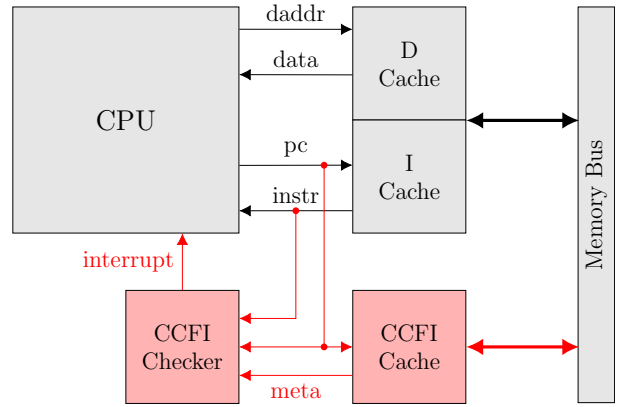 daddr
D
Cache
data
CPU
pc
I
Cache
instr
Memory Bus
interrupt
CCFI
Checker
CCFI
Cache
meta